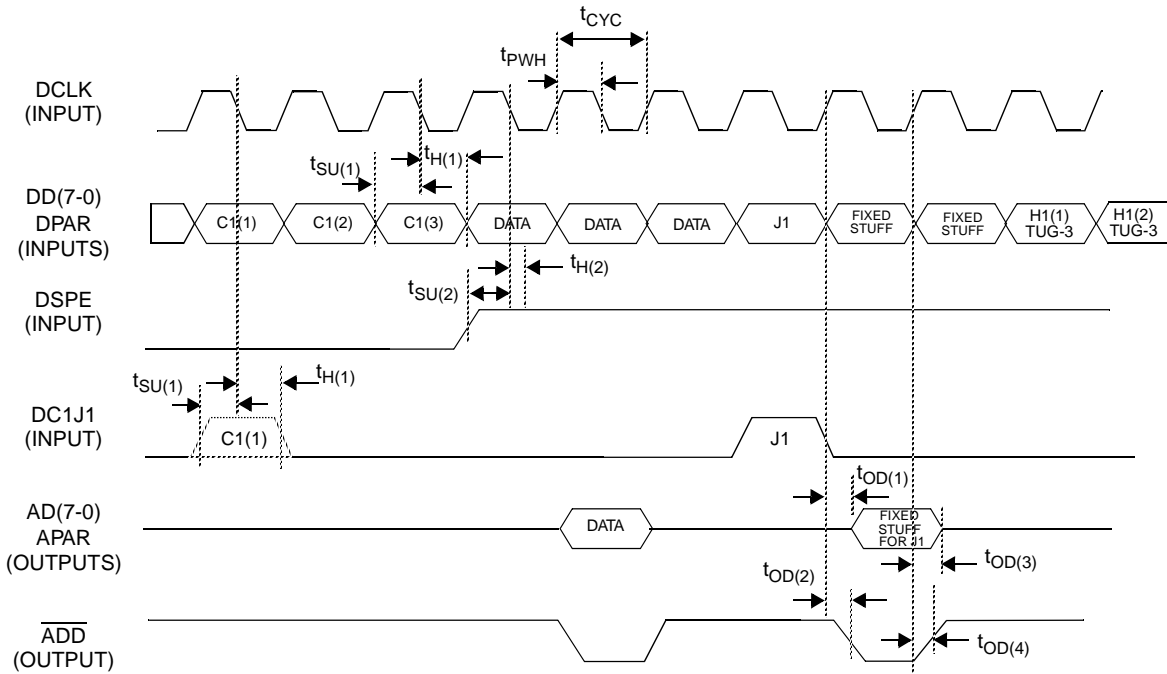 tCYC
tPWH
DCLK
(INPUT)
tSU(1)
tH(1)
DD(7-0)
DPAR
(INPUTS)
C1(1)
C1(2)
C1(3)
DATA
DATA
DATA
J1
FIXED
STUFF
FIXED
STUFF
H1(1)
TUG-3
H1(2)
TUG-3
tH(2)
tSU(2)
DSPE
(INPUT)
tSU(1)
tH(1)
DC1J1
(INPUT)
C1(1)
J1
tOD(1)
AD(7-0)
APAR
(OUTPUTS)
DATA
FIXED
STUFF
FOR J1
tOD(3)
tOD(2)
ADD
(OUTPUT)
tOD(4)